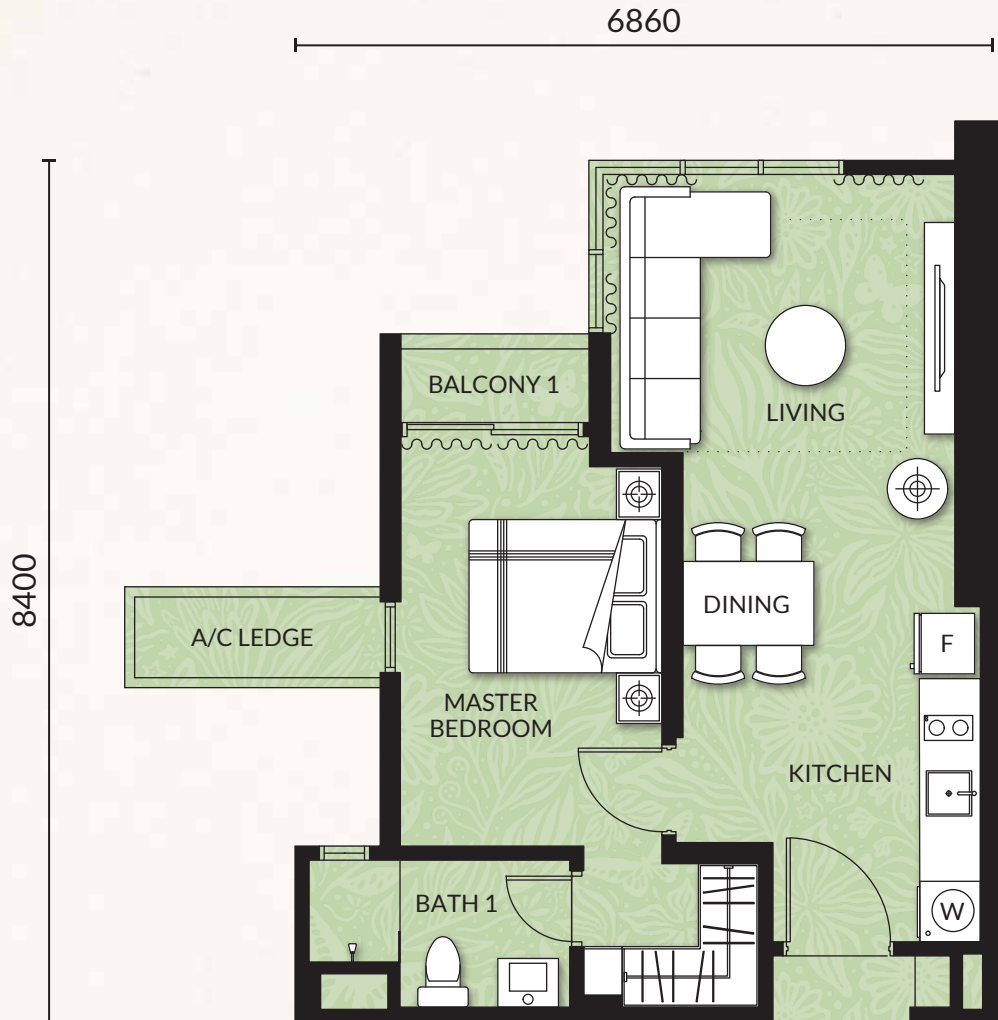 6860
8400
BALCONY 1
LIVING
DINING
A/C LEDGE
F
MASTER
BEDROOM
KITCHEN
BATH 1
W